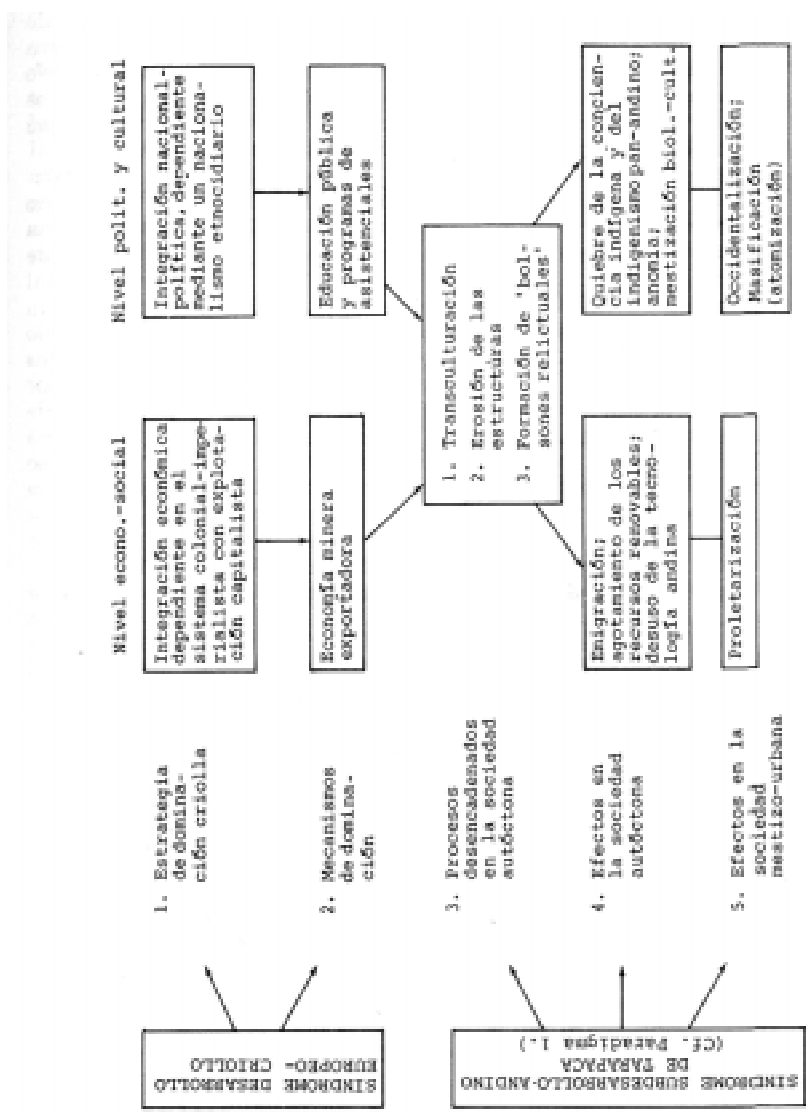 Nivel econo.-social
Nivel polit. y cultural
SINDROME DESARROLLO
EUROPEO-
CRIOLLO
1. Estrategia
de domina-
ción criolla
Integración económica
dependiente en el
sistema colonial-impe-
rialista con explota-
ción capitalista
Integración nacional-
política, dependiente
mediante un naciona-
lismo etnocidiario
2. Mecanismos
de domina-
ción
Economía minera
exportadora
Educación pública
y programas de
asistenciales
SINDROME SUBDESARROLLO-ANDINO
DE TARAPACA
(Cf. Paradigma 1.)
3. Procesos
desencadenados
en la sociedad
autóctona
1. Transculturación
2. Erosión de las
estructuras
3. Formación de 'bol-
sones relictuales'
4. Efectos en
la sociedad
autóctona
Emigración;
agotamiento de los
recursos renovables;
desuso de la tecno-
logía andina
Quiebre de la concien-
cia indígena y del
indigenismo pan-andino;
anomia;
mestización biol.-cult.
5. Efectos en la
sociedad
mestizo-urbana
Proletarización
Occidentalización;
Masificación
(atomización)